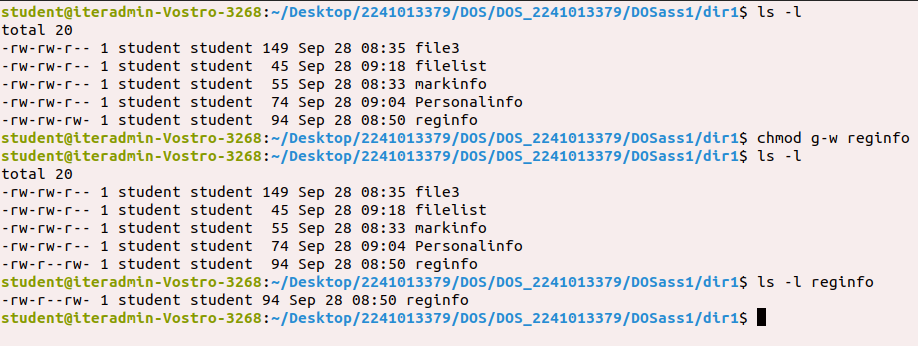 student@iteradmin-Vostro-3268:~/Desktop/2241013379/DOS/DOS_2241013379/DOSass1/dir1$ ls -l
total 20
-rw-rw-r-- 1 student student 149 Sep 28 08:35 file3
-rw-rw-r-- 1 student student  45 Sep 28 09:18 filelist
-rw-rw-r-- 1 student student  55 Sep 28 08:33 markinfo
-rw-rw-r-- 1 student student  74 Sep 28 09:04 Personalinfo
-rw-rw-rw- 1 student student  94 Sep 28 08:50 reginfo
student@iteradmin-Vostro-3268:~/Desktop/2241013379/DOS/DOS_2241013379/DOSass1/dir1$ chmod g-w reginfo
student@iteradmin-Vostro-3268:~/Desktop/2241013379/DOS/DOS_2241013379/DOSass1/dir1$ ls -l
total 20
-rw-rw-r-- 1 student student 149 Sep 28 08:35 file3
-rw-rw-r-- 1 student student  45 Sep 28 09:18 filelist
-rw-rw-r-- 1 student student  55 Sep 28 08:33 markinfo
-rw-rw-r-- 1 student student  74 Sep 28 09:04 Personalinfo
-rw-r--rw- 1 student student  94 Sep 28 08:50 reginfo
student@iteradmin-Vostro-3268:~/Desktop/2241013379/DOS/DOS_2241013379/DOSass1/dir1$ ls -l reginfo
-rw-r--rw- 1 student student 94 Sep 28 08:50 reginfo
student@iteradmin-Vostro-3268:~/Desktop/2241013379/DOS/DOS_2241013379/DOSass1/dir1$